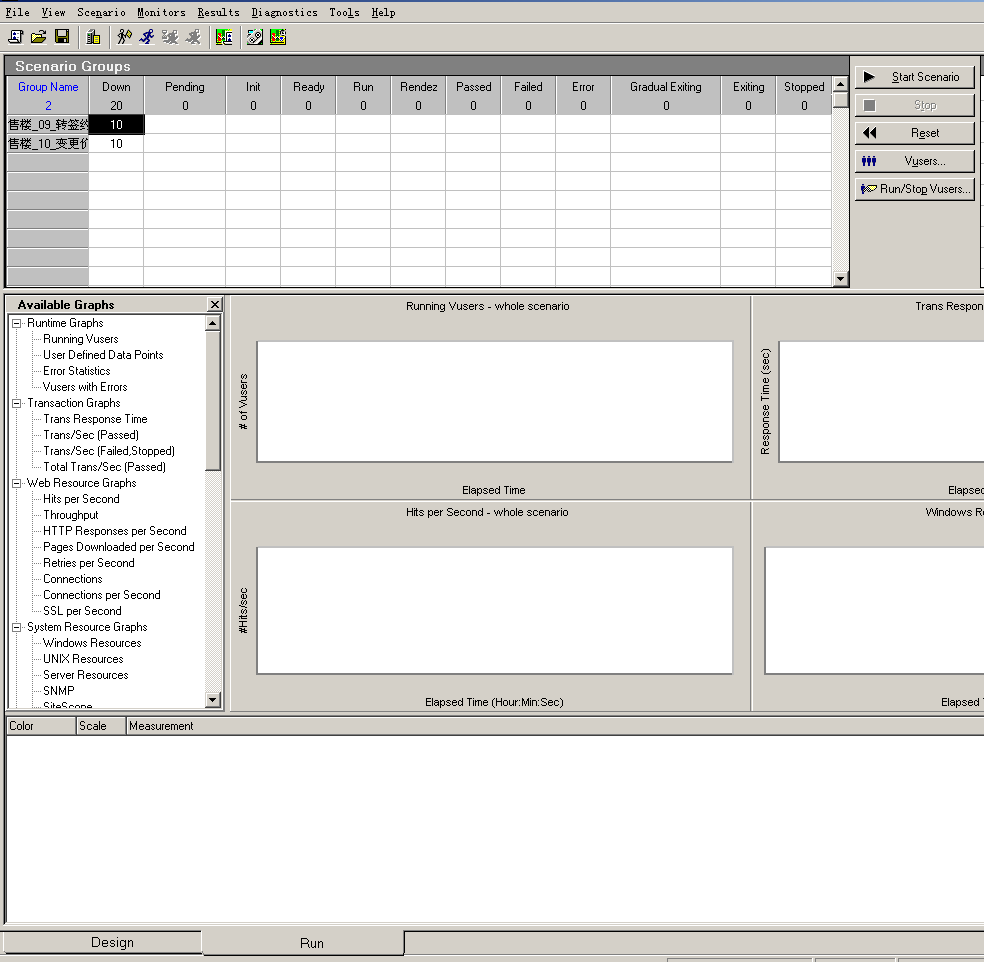 File View Scenario Monitors Results Diagnostics Tools Help
Scenario Groups
Group Name Down Pending Init Ready Run Rendez Passed Failed Error Gradual Exiting Exiting Stopped
2 20 0 0 0 0 0 0 0 0 0 0 0
售楼_09_转签约 10
售楼_10_变更价 10
Start Scenario
Stop
Reset
Vusers...
Run/Stop Vusers...
Available Graphs
Runtime Graphs
Running Vusers
User Defined Data Points
Error Statistics
Vusers with Errors
Transaction Graphs
Trans Response Time
Trans/Sec (Passed)
Trans/Sec (Failed,Stopped)
Total Trans/Sec (Passed)
Web Resource Graphs
Hits per Second
Throughput
HTTP Responses per Second
Pages Downloaded per Second
Retries per Second
Connections
Connections per Second
SSL per Second
System Resource Graphs
Windows Resources
UNIX Resources
Server Resources
SNMP
SiteScope
Running Vusers - whole scenario
# of Vusers
Elapsed Time
Trans Respon
Response Time (sec)
Elapsed
Hits per Second - whole scenario
#Hits/sec
Elapsed Time (Hour:Min:Sec)
Windows Re
Elapsed T
Color Scale Measurement
Design Run